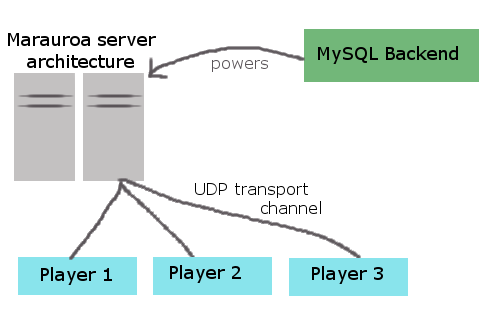 Marauroa server
architecture
powers
MySQL Backend
UDP transport
channel
Player 1
Player 2
Player 3